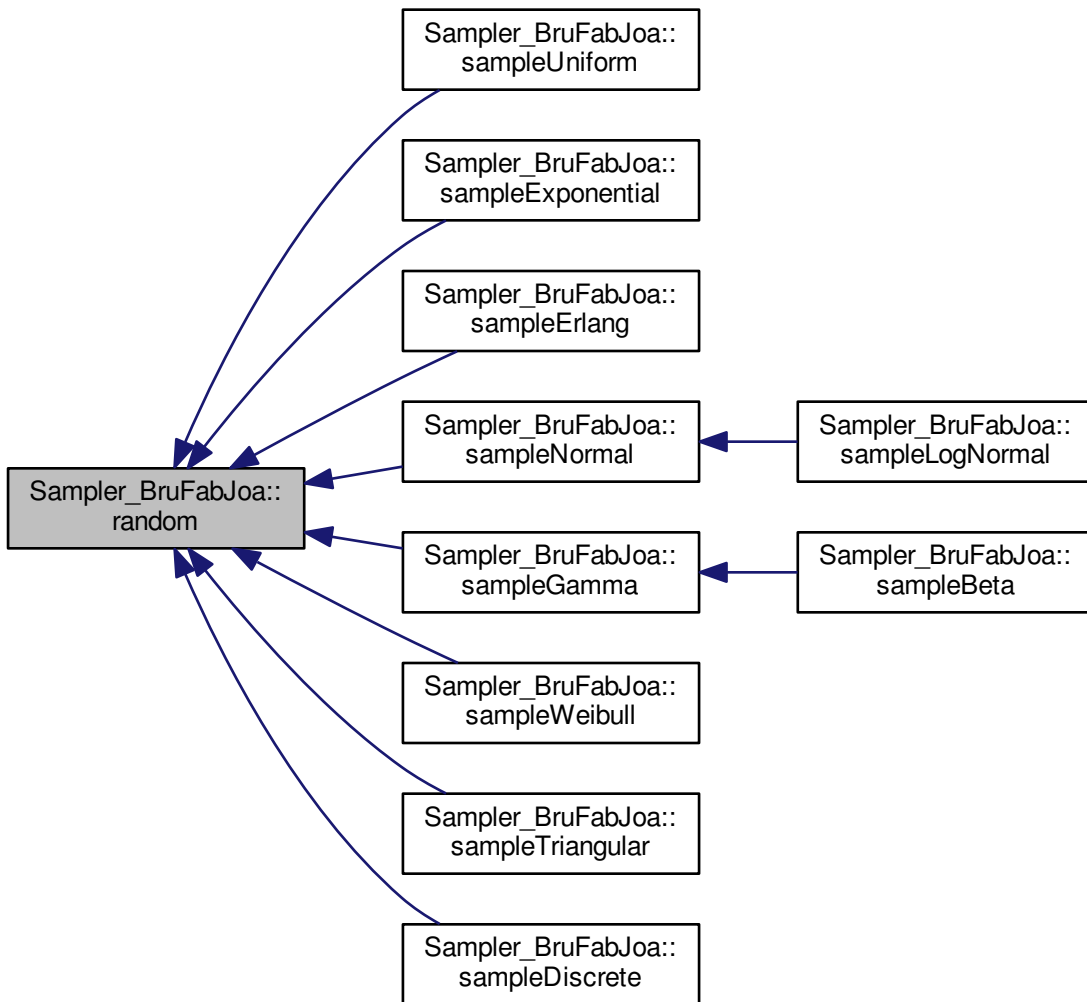 Sampler_BruFabJoa::
sampleUniform
Sampler_BruFabJoa::
sampleExponential
Sampler_BruFabJoa::
sampleErlang
Sampler_BruFabJoa::
sampleNormal
Sampler_BruFabJoa::
sampleLogNormal
Sampler_BruFabJoa::
random
Sampler_BruFabJoa::
sampleGamma
Sampler_BruFabJoa::
sampleBeta
Sampler_BruFabJoa::
sampleWeibull
Sampler_BruFabJoa::
sampleTriangular
Sampler_BruFabJoa::
sampleDiscrete